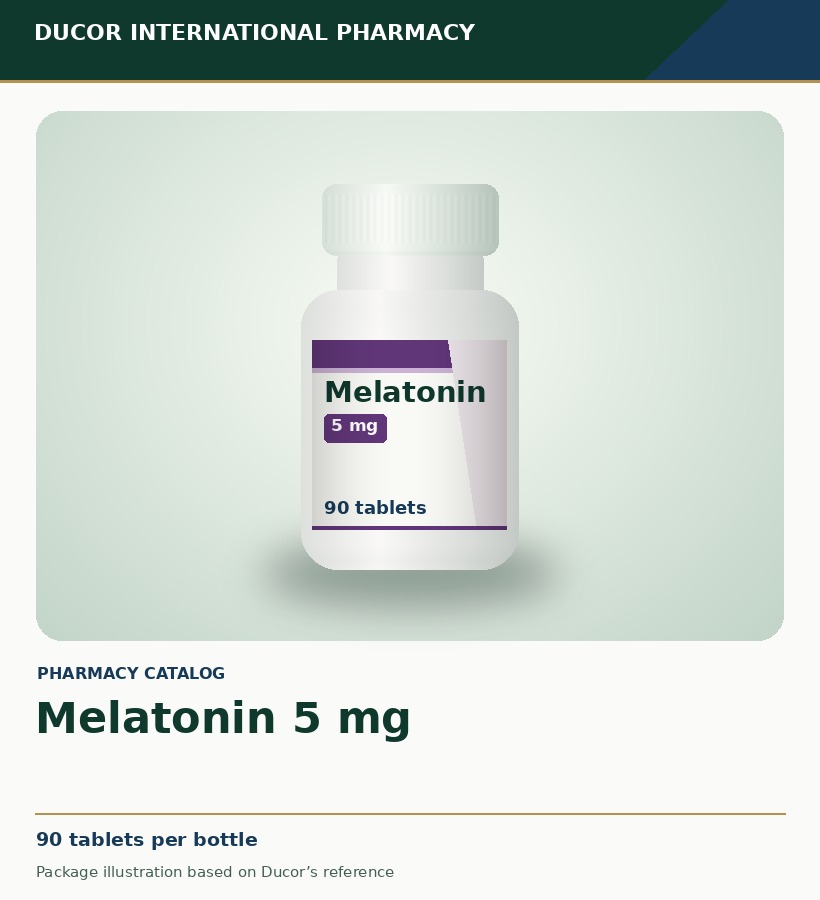 DUCOR INTERNATIONAL PHARMACY
Melatonin
5 mg
90 tablets
PHARMACY CATALOG
Melatonin 5 mg
90 tablets per bottle
Package illustration based on Ducor’s reference